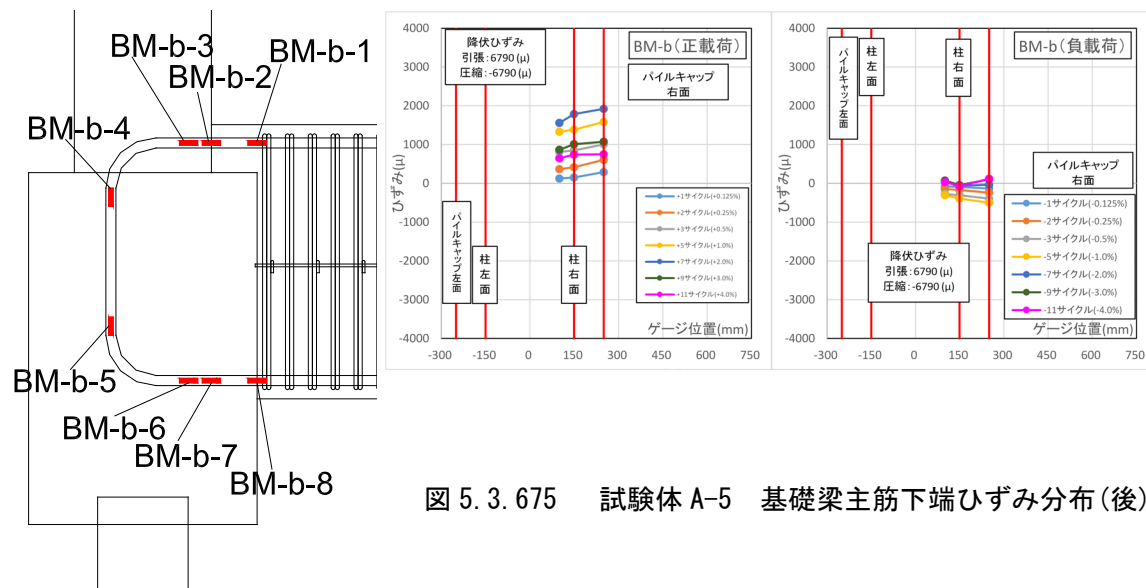 BM-b-3
BM-b-2
BM-b-1
BM-b-4
BM-b-5
BM-b-6
BM-b-7
BM-b-8
BM-b(正載荷)
降伏ひずみ
引張:6790(μ)
圧縮:-6790(μ)
パイルキャップ
右面
ひずみ(μ)
4000
3000
2000
1000
0
-1000
-2000
-3000
-4000
パイルキャップ左面
柱左面
柱右面
+1サイクル(+0.125%)
+2サイクル(+0.25%)
+3サイクル(+0.5%)
+5サイクル(+1.0%)
+7サイクル(+2.0%)
+9サイクル(+3.0%)
+11サイクル(+4.0%)
ゲージ位置(mm)
-300 -150 0 150 300 450 600 750
BM-b(負載荷)
パイルキャップ左面
柱左面
柱右面
ひずみ(μ)
4000
3000
2000
1000
0
-1000
-2000
-3000
-4000
パイルキャップ
右面
降伏ひずみ
引張:6790(μ)
圧縮:-6790(μ)
-1サイクル(-0.125%)
-2サイクル(-0.25%)
-3サイクル(-0.5%)
-5サイクル(-1.0%)
-7サイクル(-2.0%)
-9サイクル(-3.0%)
-11サイクル(-4.0%)
ゲージ位置(mm)
-300 -150 0 150 300 450 600 750
図 5.3.675 試験体 A-5 基礎梁主筋下端ひずみ分布(後)